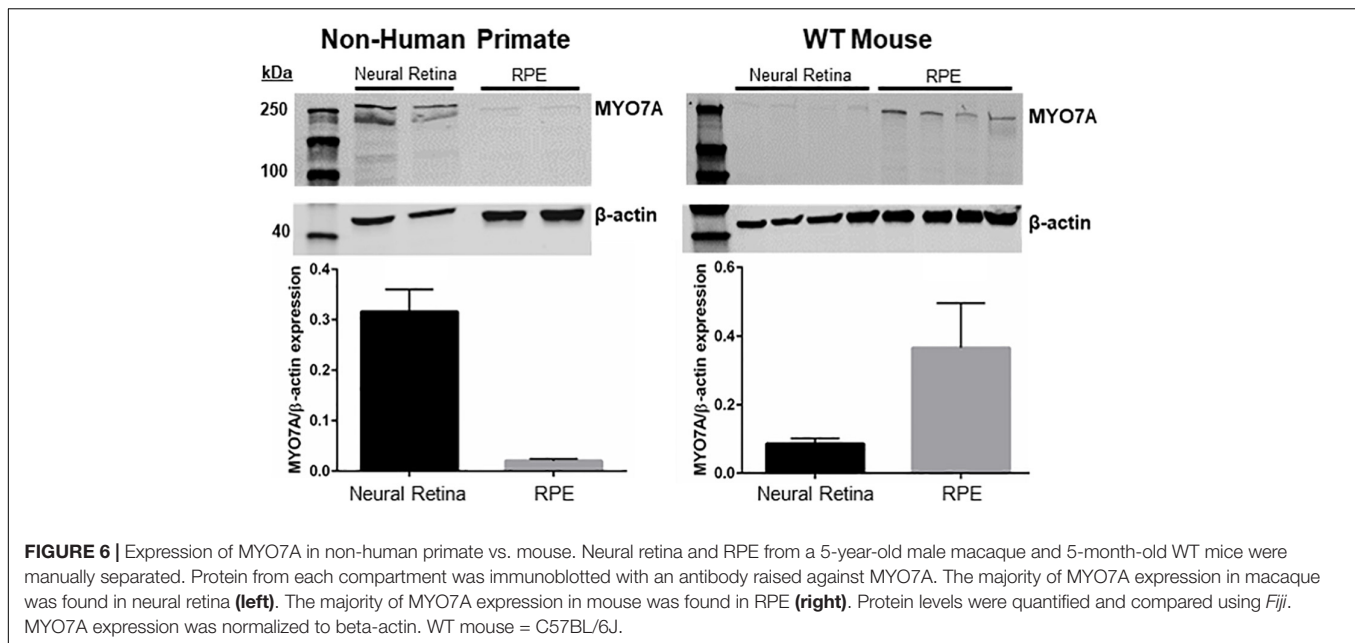 Non-Human Primate
WT Mouse
kDa
Neural Retina
RPE
Neural Retina
RPE
250
MYO7A
MYO7A
100
β-actin
β-actin
40
MYO7A/β-actin expression
0.4
0.3
0.2
0.1
0.0
Neural Retina
RPE
MYO7A/β-actin expression
0.6
0.4
0.2
0.0
Neural Retina
RPE
FIGURE 6 | Expression of MYO7A in non-human primate vs. mouse. Neural retina and RPE from a 5-year-old male macaque and 5-month-old WT mice were
manually separated. Protein from each compartment was immunoblotted with an antibody raised against MYO7A. The majority of MYO7A expression in macaque
was found in neural retina (left). The majority of MYO7A expression in mouse was found in RPE (right). Protein levels were quantified and compared using Fiji.
MYO7A expression was normalized to beta-actin. WT mouse = C57BL/6J.